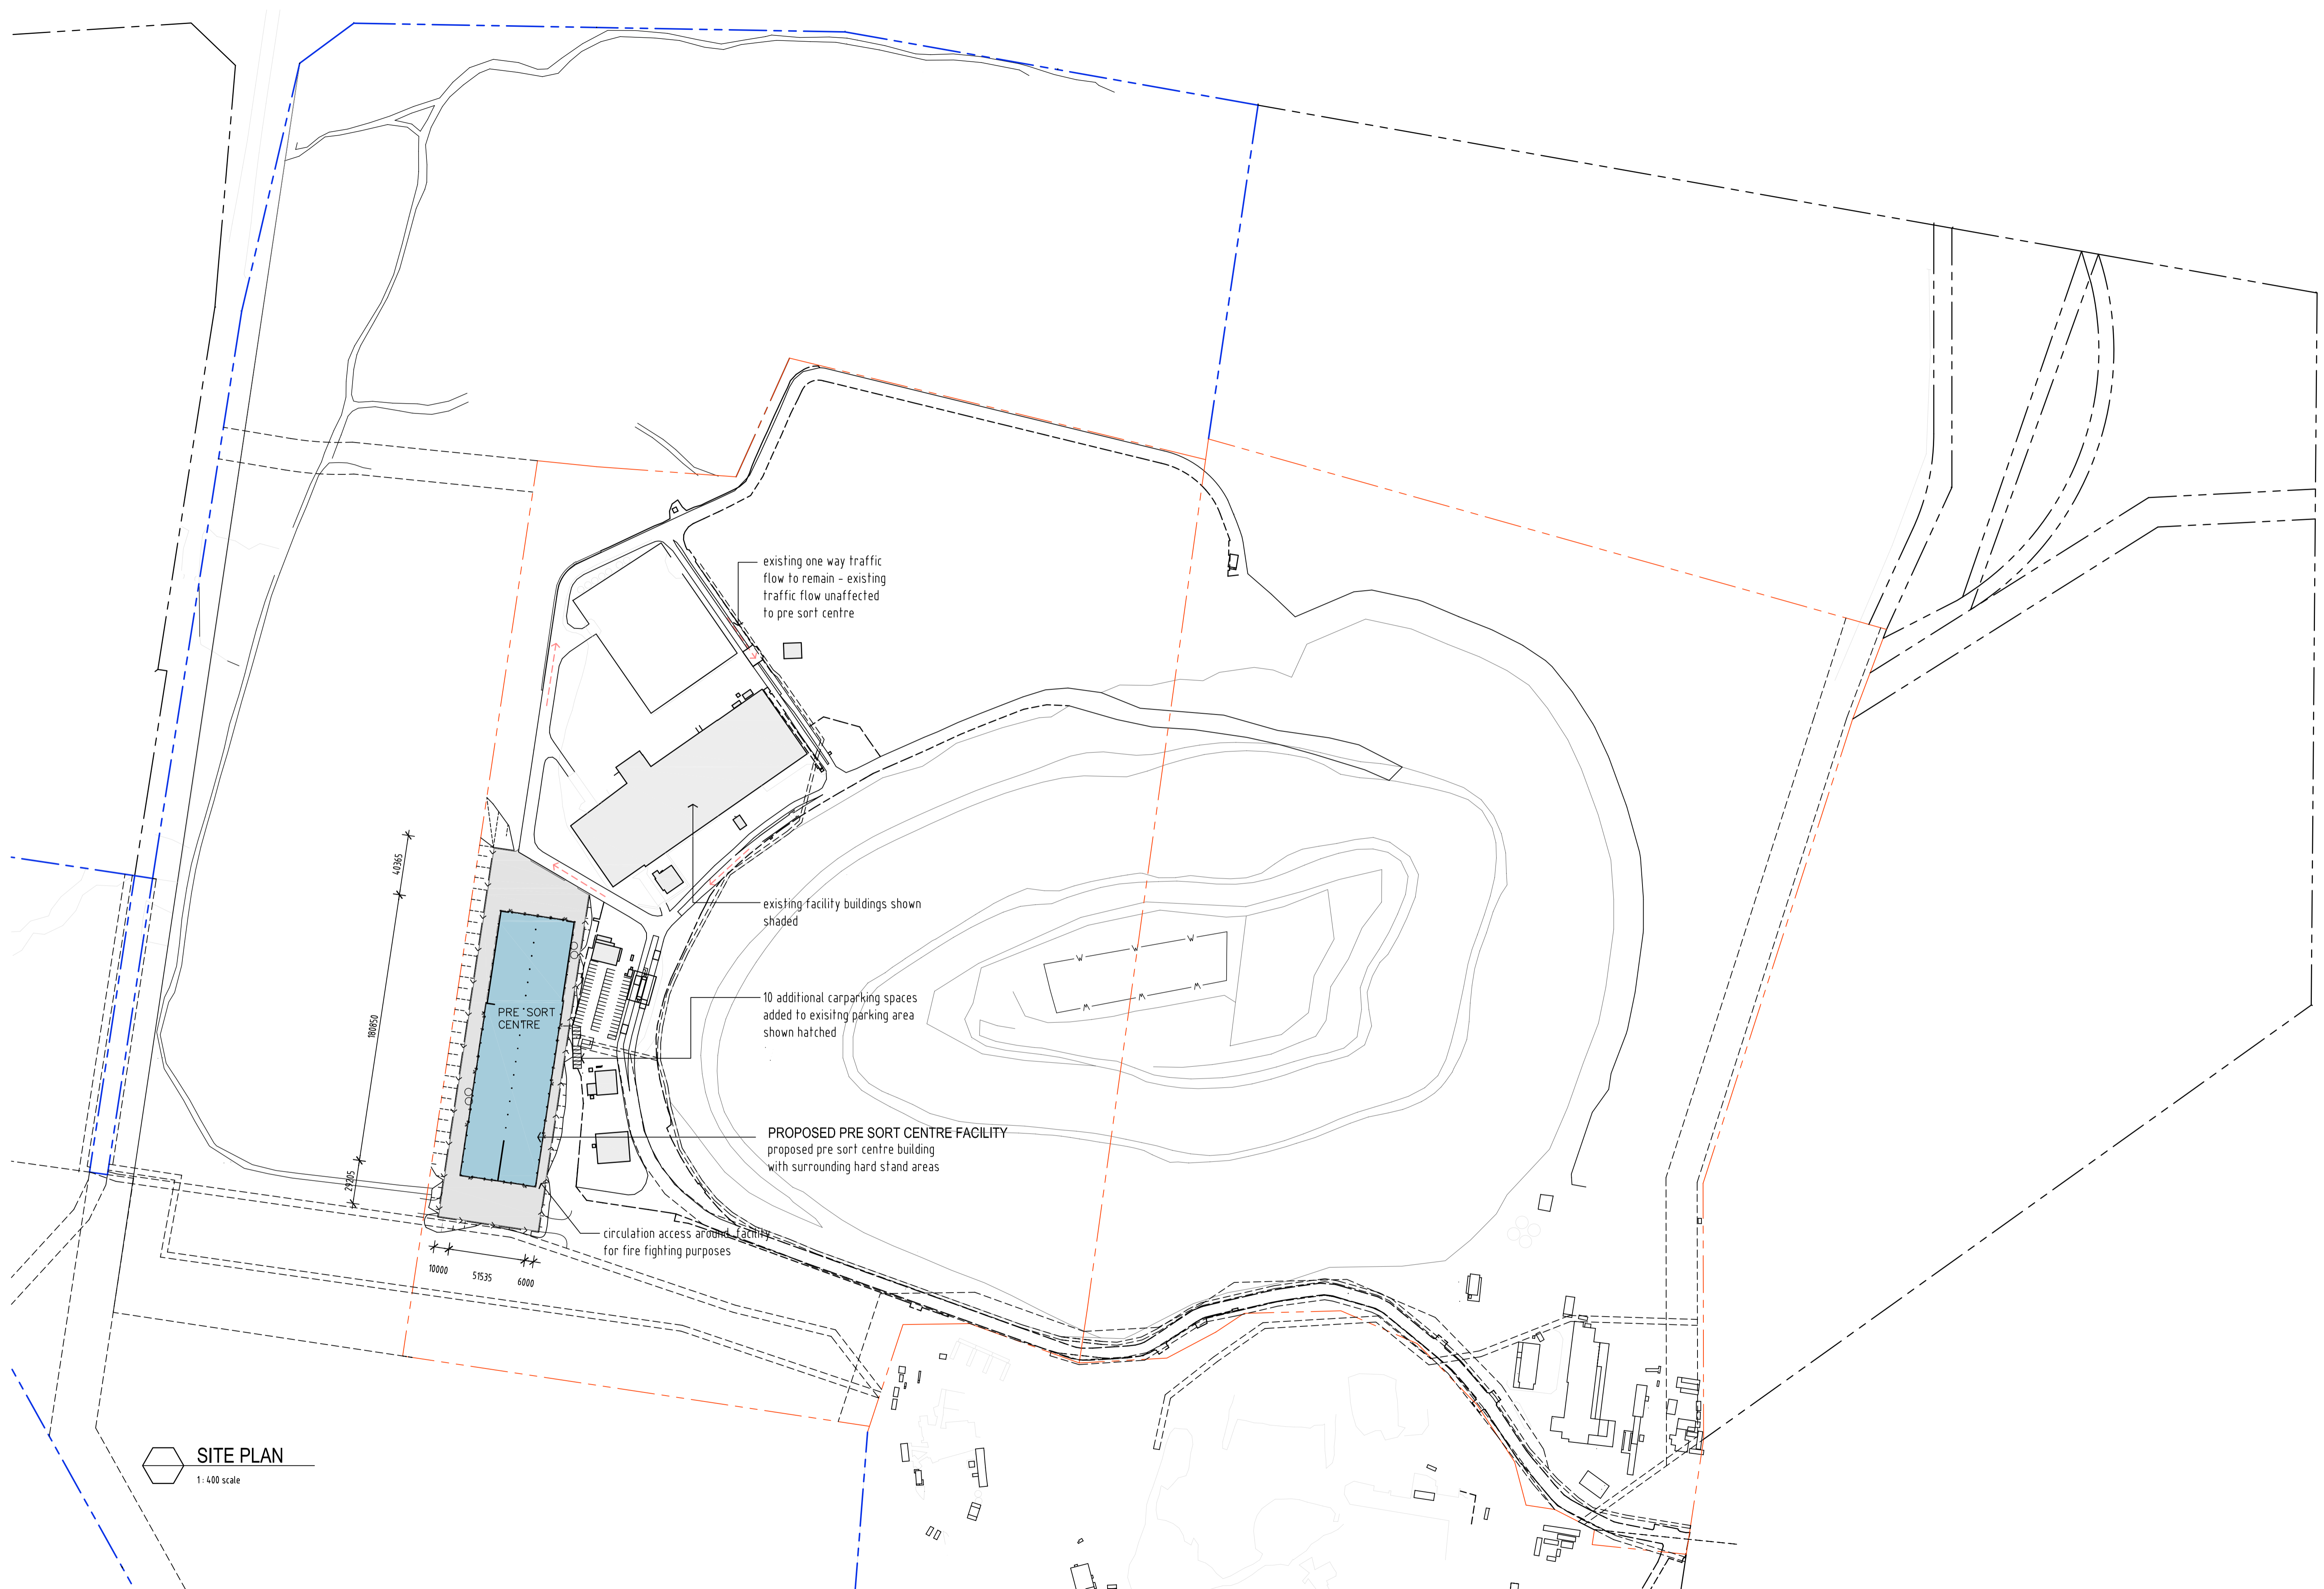 existing one way traffic
flow to remain - existing
traffic flow unaffected
to pre sort centre
existing facility buildings shown
shaded
10 additional carparking spaces
added to exisitng parking area
shown hatched
PRE SORT
CENTRE
PROPOSED PRE SORT CENTRE FACILITY
proposed pre sort centre building
with surrounding hard stand areas
circulation access around facility
for fire fighting purposes
40365
180850
29205
10000
51535
6000
W
W
W
M
M
M
SITE PLAN
1 : 400 scale